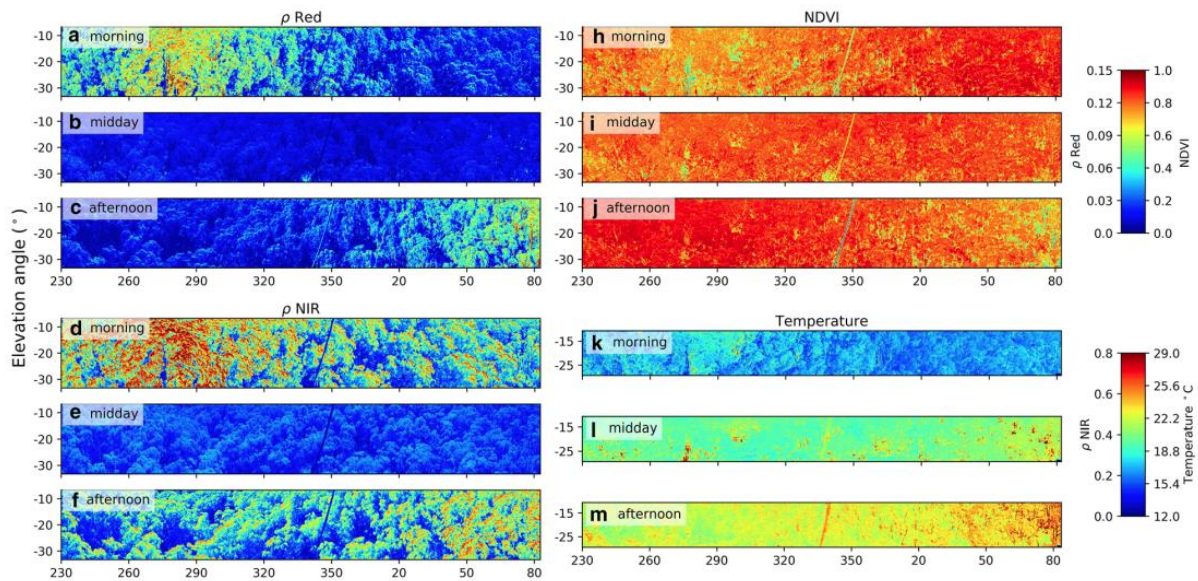 ρ Red
a morning
-10
-20
-30
b midday
-10
-20
-30
c afternoon
-10
-20
-30
230 260 290 320 350 20 50 80
ρ NIR
d morning
-10
-20
-30
e midday
-10
-20
-30
f afternoon
-10
-20
-30
230 260 290 320 350 20 50 80
Elevation angle (°)
NDVI
h morning
-10
-20
-30
i midday
-10
-20
-30
j afternoon
-10
-20
-30
230 260 290 320 350 20 50 80
Temperature
k morning
-15
-25
l midday
-15
-25
m afternoon
-15
-25
230 260 290 320 350 20 50 80
0.15 1.0
0.12 0.8
0.09 0.6
0.06 0.4
0.03 0.2
0.0 0.0
ρ Red
NDVI
0.8 29.0
0.6 25.6
22.2
0.4
18.8
0.2 15.4
0.0 12.0
ρ NIR
Temperature °C